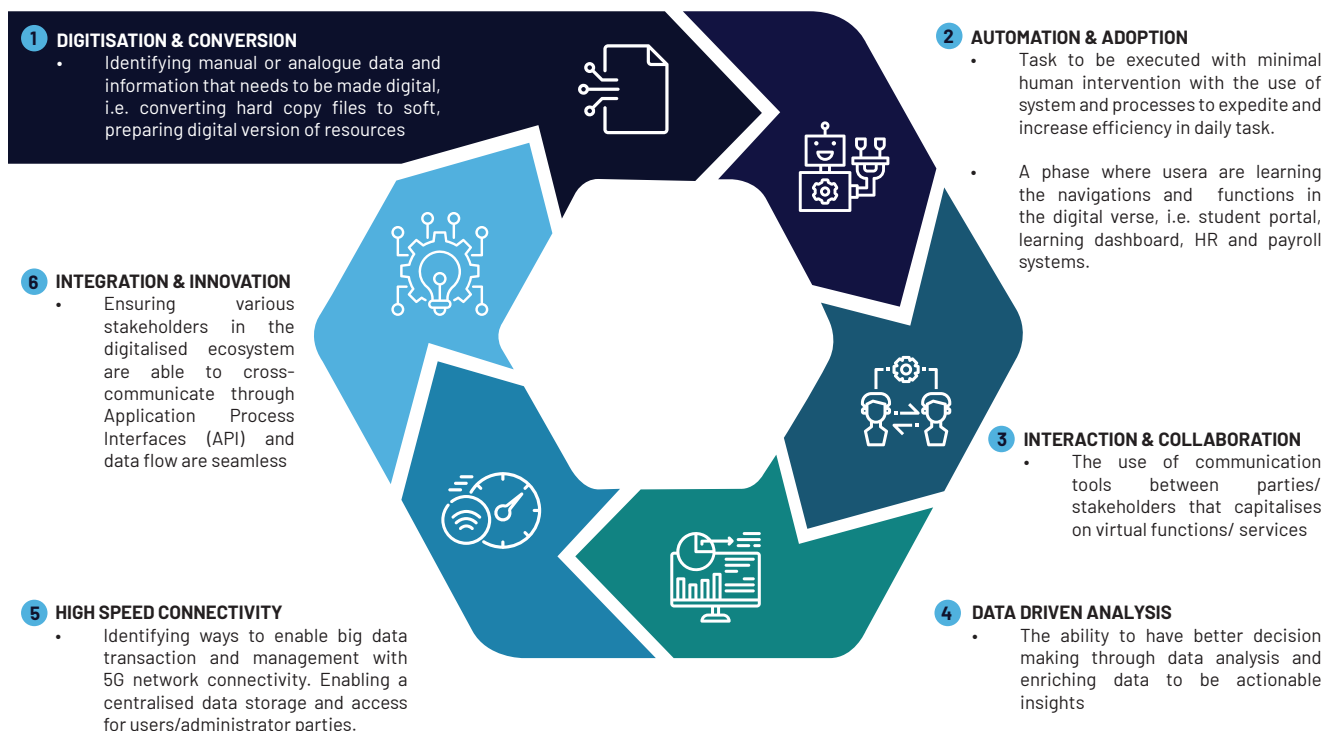 1 DIGITISATION & CONVERSION
• Identifying manual or analogue data and
information that needs to be made digital,
i.e. converting hard copy files to soft,
preparing digital version of resources
2 AUTOMATION & ADOPTION
• Task to be executed with minimal
human intervention with the use of
system and processes to expedite and
increase efficiency in daily task.
• A phase where usera are learning
the navigations and functions in
the digital verse, i.e. student portal,
learning dashboard, HR and payroll
systems.
3 INTERACTION & COLLABORATION
• The use of communication
tools between parties/
stakeholders that capitalises
on virtual functions/ services
4 DATA DRIVEN ANALYSIS
• The ability to have better decision
making through data analysis and
enriching data to be actionable
insights
5 HIGH SPEED CONNECTIVITY
• Identifying ways to enable big data
transaction and management with
5G network connectivity. Enabling a
centralised data storage and access
for users/administrator parties.
6 INTEGRATION & INNOVATION
• Ensuring various
stakeholders in the
digitalised ecosystem
are able to cross-
communicate through
Application Process
Interfaces (API) and
data flow are seamless